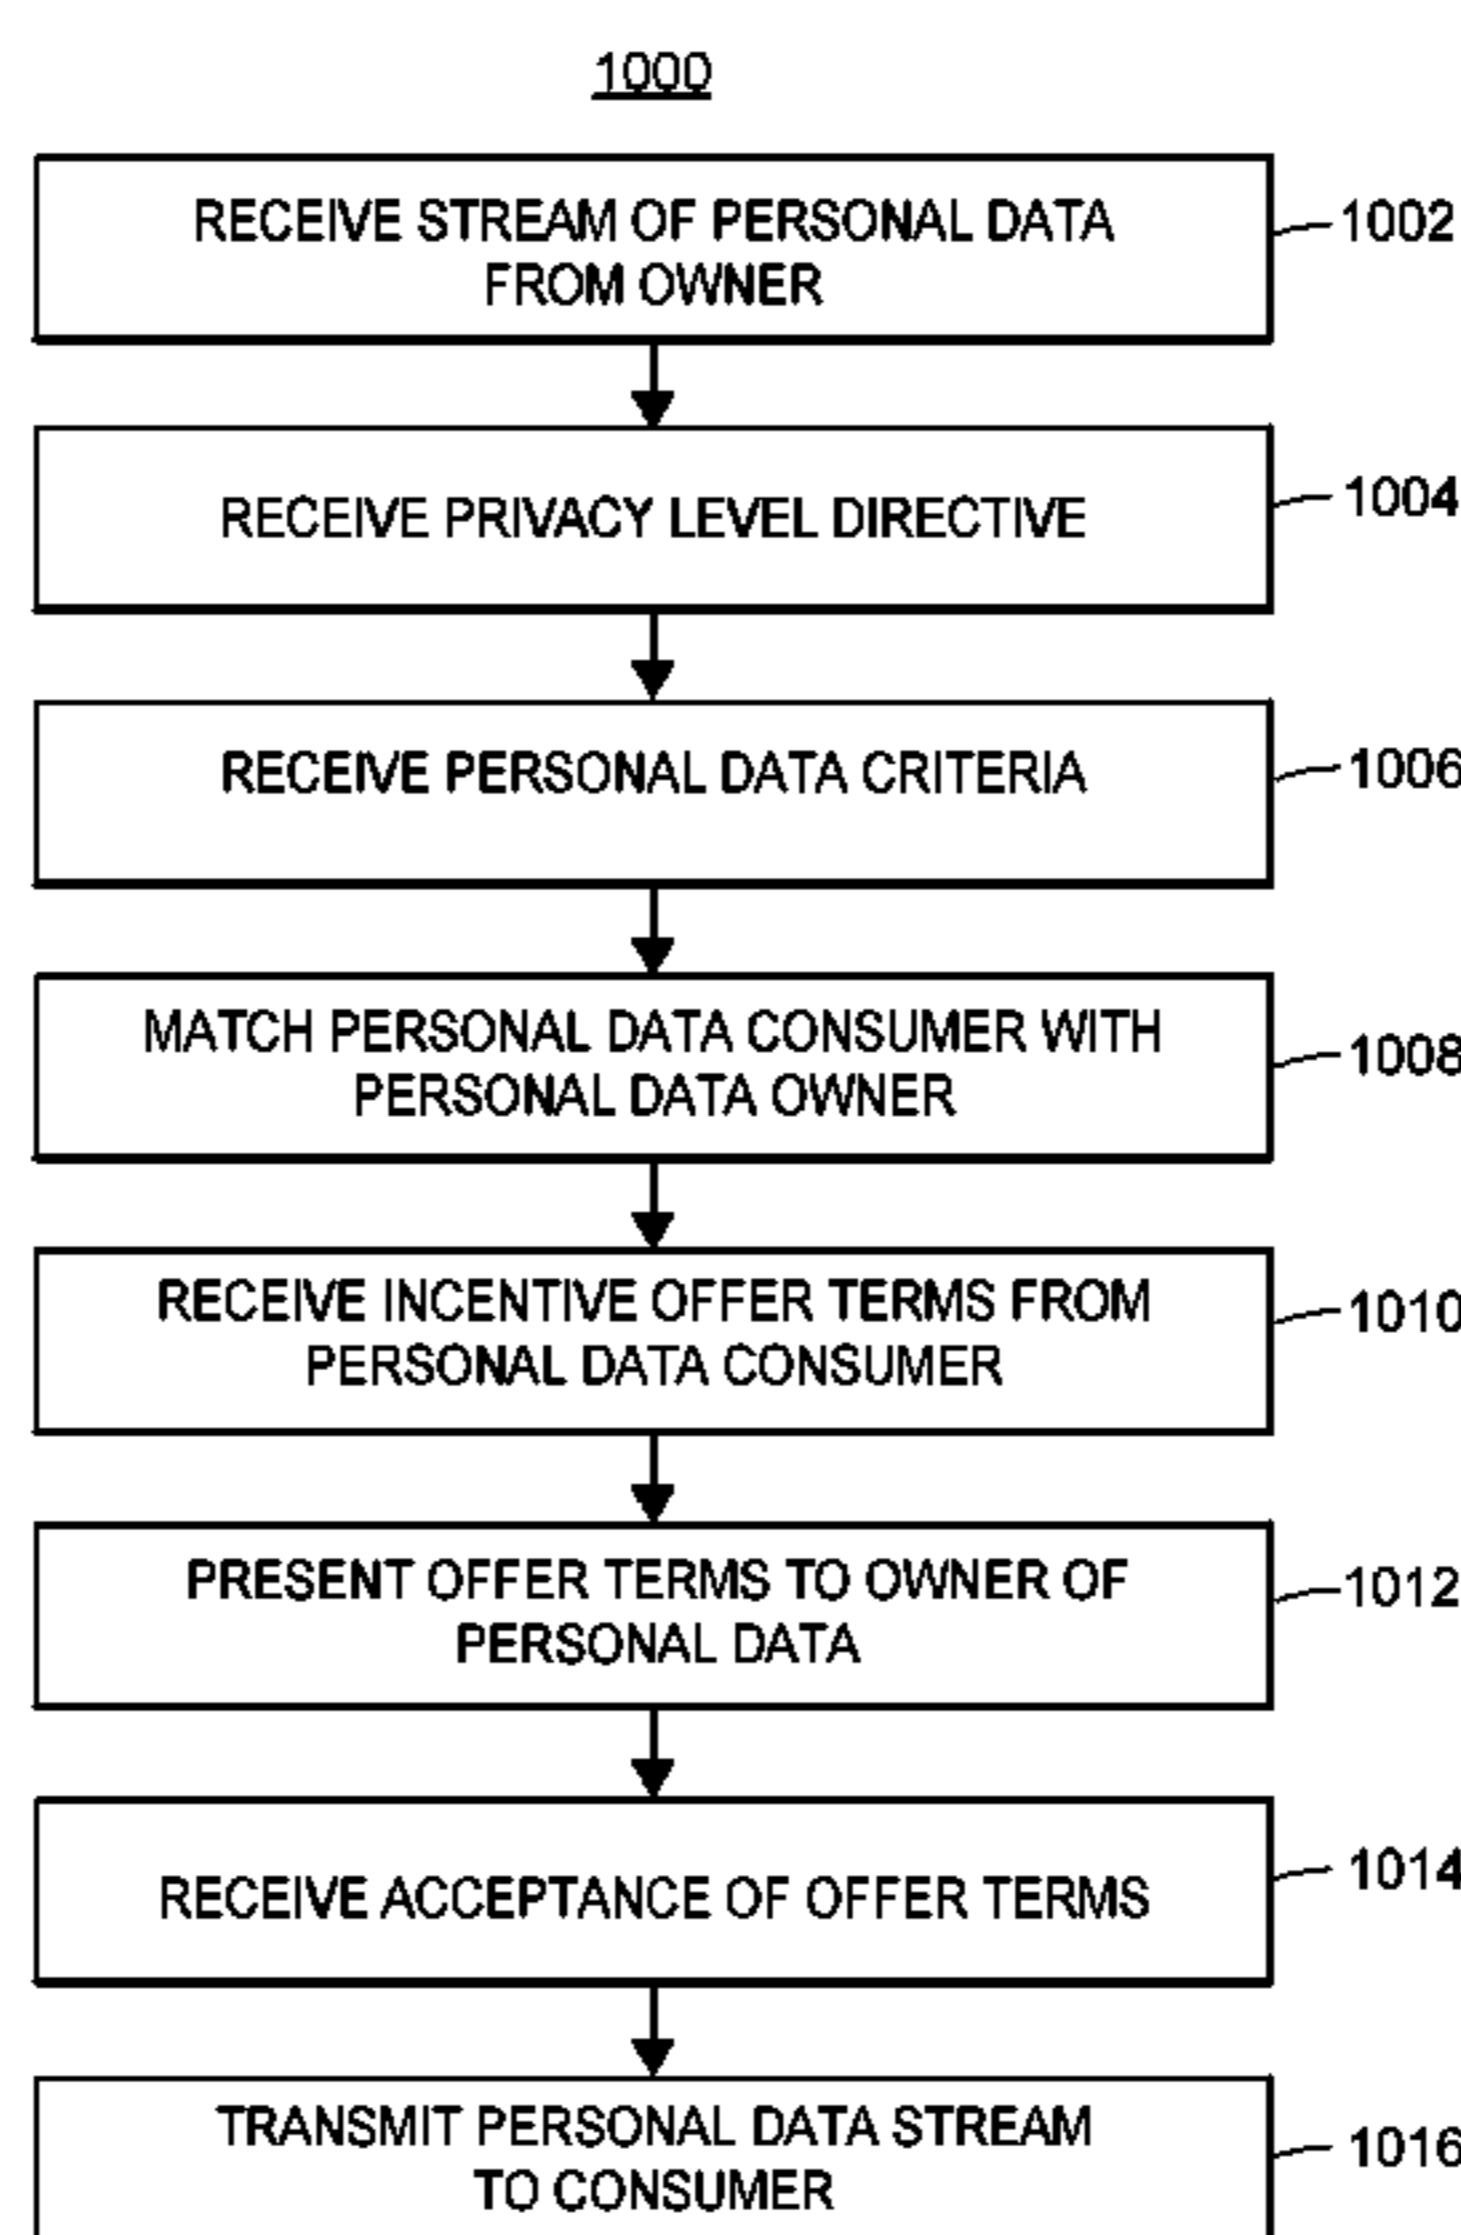 1000
RECEIVE STREAM OF PERSONAL DATA
FROM OWNER
1002
RECEIVE PRIVACY LEVEL DIRECTIVE
1004
RECEIVE PERSONAL DATA CRITERIA
1006
MATCH PERSONAL DATA CONSUMER WITH
PERSONAL DATA OWNER
1008
RECEIVE INCENTIVE OFFER TERMS FROM
PERSONAL DATA CONSUMER
1010
PRESENT OFFER TERMS TO OWNER OF
PERSONAL DATA
1012
RECEIVE ACCEPTANCE OF OFFER TERMS
1014
TRANSMIT PERSONAL DATA STREAM
TO CONSUMER
1016